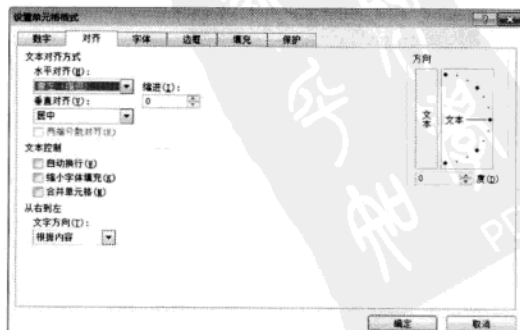 设置单元格格式
数字 对齐 字体 边框 填充 保护
文本对齐方式
水平对齐(H):
缩进(I):
0
垂直对齐(V):
居中
两端分散对齐(E)
文本控制
自动换行(W)
缩小字体填充(K)
合并单元格(M)
从右到左
文字方向(T):
根据内容
方向
文本
文本
0 度(D)
确定 取消
PD